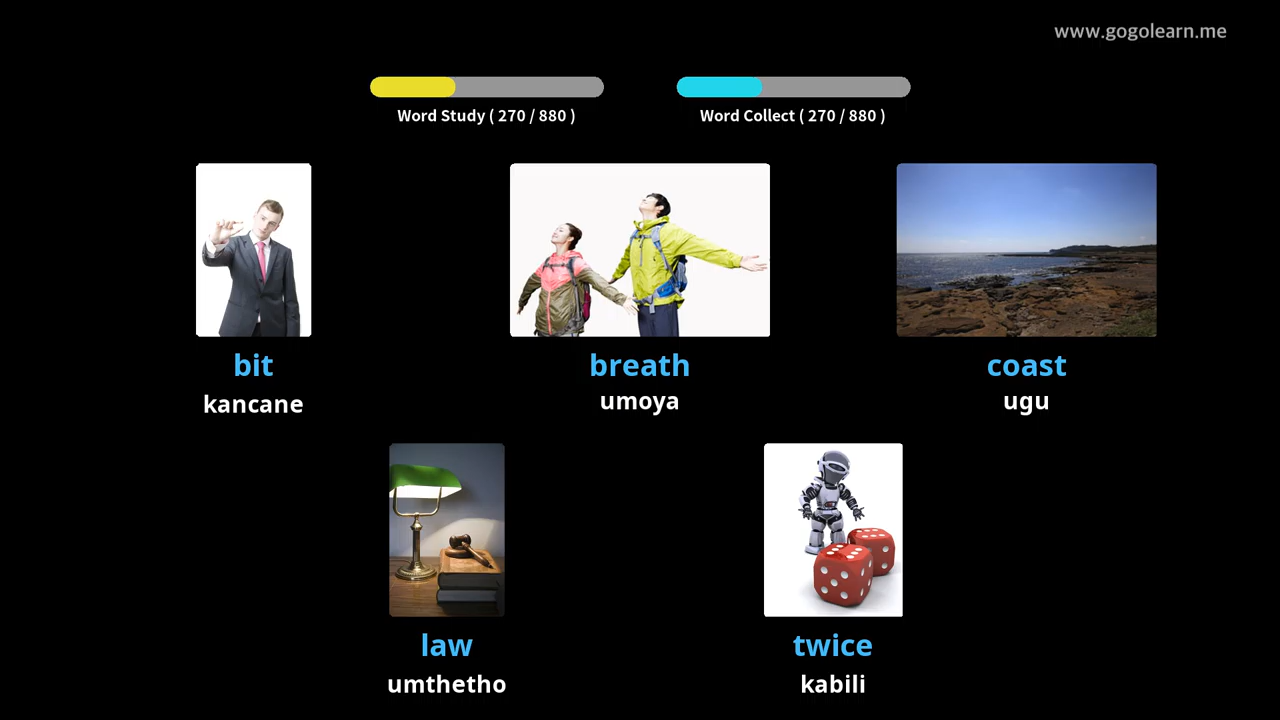 www.gogolearn.me
Word Study ( 270 / 880 )
Word Collect ( 270 / 880 )
bit
kancane
breath
umoya
coast
ugu
law
umthetho
twice
kabili